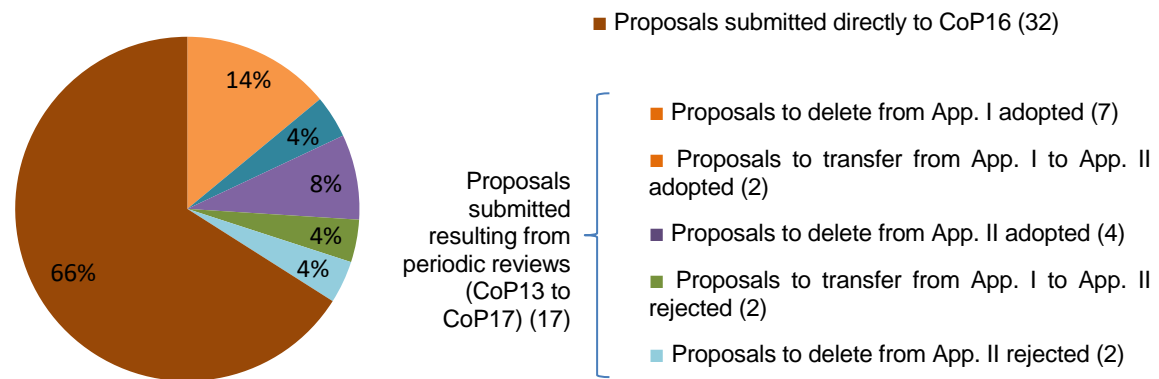 Proposals submitted directly to CoP16 (32)
14%
4%
8%
4%
4%
66%
Proposals
submitted
resulting from
periodic reviews
(CoP13 to
CoP17) (17)
Proposals to delete from App. I adopted (7)
Proposals to transfer from App. I to App. II
adopted (2)
Proposals to delete from App. II adopted (4)
Proposals to transfer from App. I to App. II
rejected (2)
Proposals to delete from App. II rejected (2)